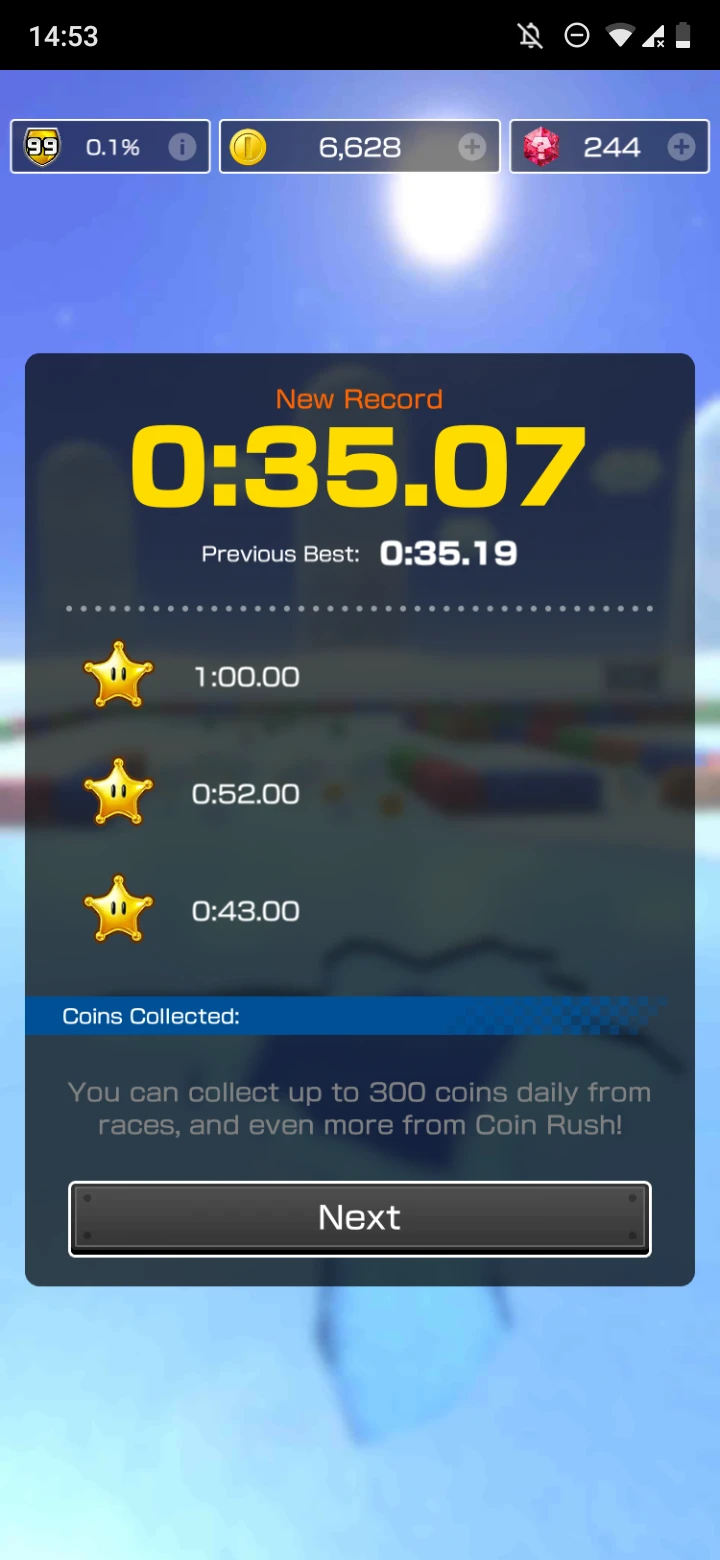 14:53
99 0.1% i 6,628 + ? 244 +
New Record
0:35.07
Previous Best: 0:35.19
1:00.00
0:52.00
0:43.00
Coins Collected:
You can collect up to 300 coins daily from
races, and even more from Coin Rush!
Next